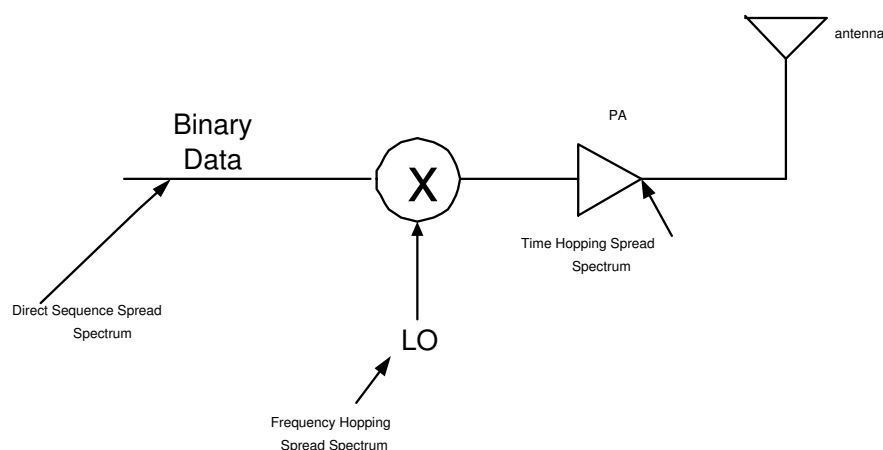 antenna
PA
Binary
Data
X
Time Hopping Spread
Spectrum
Direct Sequence Spread
Spectrum
LO
Frequency Hopping
Spread Spectrum